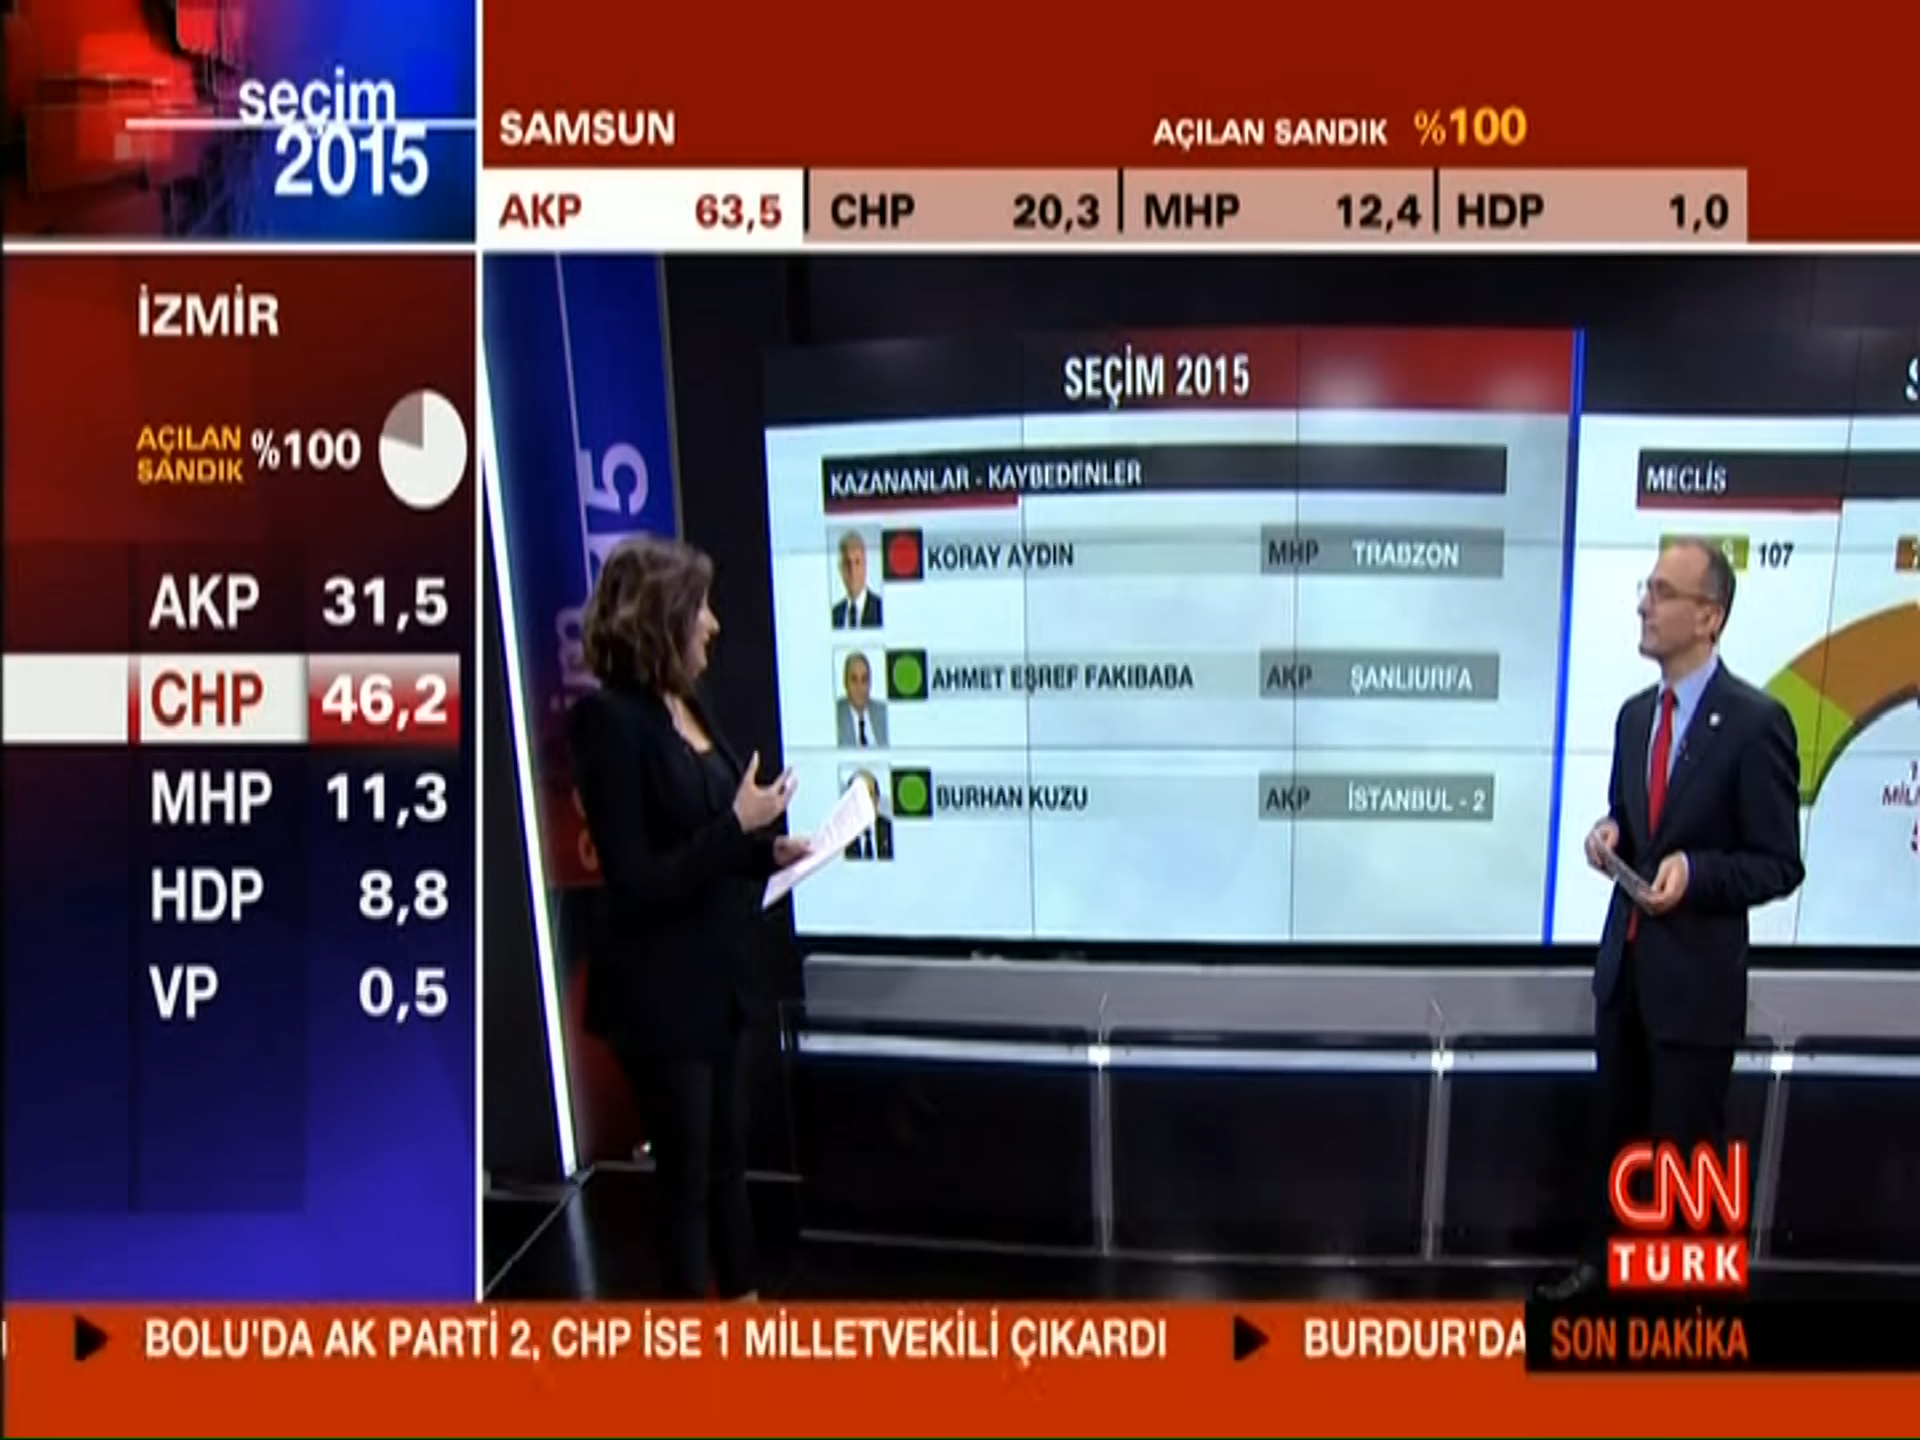 seçim
2015
SAMSUN
AÇILAN SANDIK %100
AKP 63,5 CHP 20,3 MHP 12,4 HDP 1,0
İZMİR
AÇILAN
SANDIK
%100
AKP 31,5
CHP 46,2
MHP 11,3
HDP 8,8
VP 0,5
SEÇİM 2015
KAZANANLAR - KAYBEDENLER
KORAY AYDIN MHP TRABZON
AHMET EŞREF FAKIBABA AKP ŞANLIURFA
BURHAN KUZU AKP İSTANBUL - 2
MECLİS
107
CNN
TÜRK
BOLU'DA AK PARTİ 2, CHP İSE 1 MİLLETVEKİLİ ÇIKARDI
BURDUR'DA
SON DAKİKA